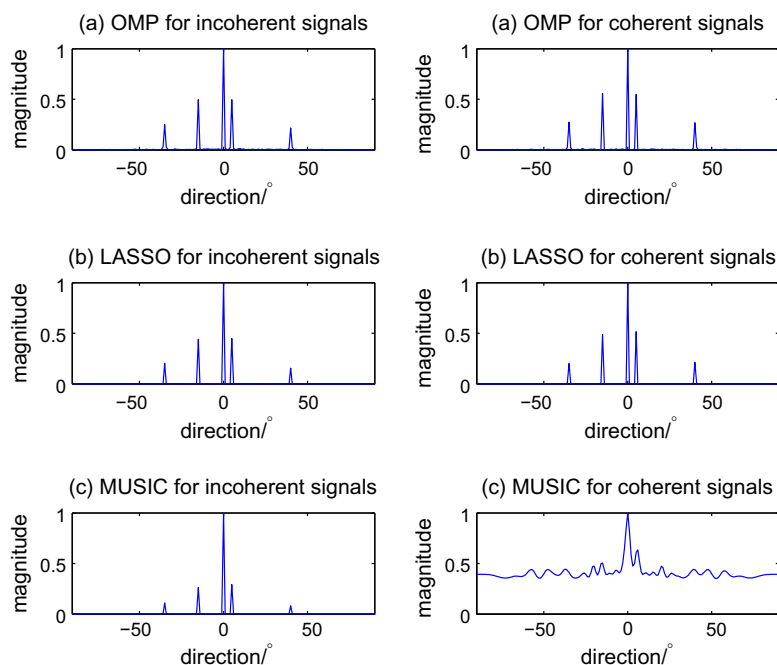 (a) OMP for incoherent signals
1
0.5
0
magnitude
−50 0 50
direction/°
(a) OMP for coherent signals
1
0.5
0
magnitude
−50 0 50
direction/°
(b) LASSO for incoherent signals
1
0.5
0
magnitude
−50 0 50
direction/°
(b) LASSO for coherent signals
1
0.5
0
magnitude
−50 0 50
direction/°
(c) MUSIC for incoherent signals
1
0.5
0
magnitude
−50 0 50
direction/°
(c) MUSIC for coherent signals
1
0.5
0
magnitude
−50 0 50
direction/°